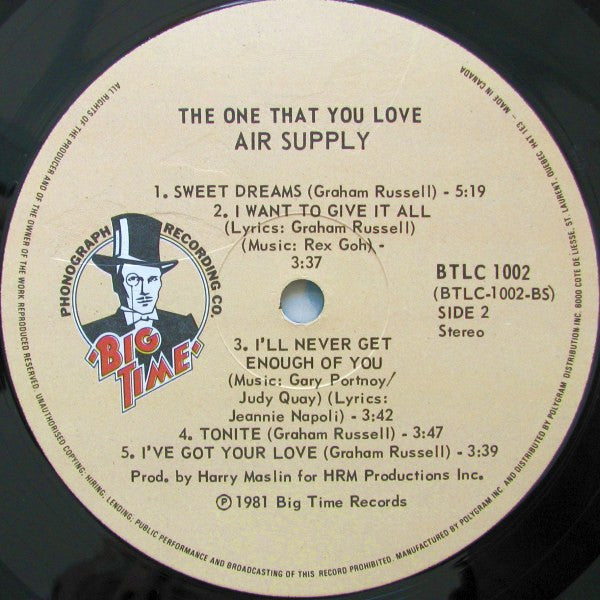 THE ONE THAT YOU LOVE
AIR SUPPLY
1. SWEET DREAMS (Graham Russell) - 5:19
2. I WANT TO GIVE IT ALL
(Lyrics: Graham Russell)
(Music: Rex Goh) -
3:37
PHONOGRAPH RECORDING CO.
"BIG
TIME"
BTLC 1002
(BTLC-1002-BS)
SIDE 2
Stereo
3. I'LL NEVER GET
ENOUGH OF YOU
(Music: Gary Portnoy/
Judy Quay) (Lyrics:
Jeannie Napoli) - 3:42
4. TONITE (Graham Russell) - 3:47
5. I'VE GOT YOUR LOVE (Graham Russell) - 3:39
Prod. by Harry Maslin for HRM Productions Inc.
℗ 1981 Big Time Records
ALL RIGHTS OF THE PRODUCER AND OF THE OWNER OF THE WORK REPRODUCED RESERVED. UNAUTHORISED COPYING, HIRING, LENDING, PUBLIC PERFORMANCE AND BROADCASTING OF THIS RECORD PROHIBITED. MANUFACTURED BY POLYGRAM INC. AND DISTRIBUTED BY POLYGRAM DISTRIBUTION INC. 6000 COTE DE LIESSE, ST. LAURENT, QUEBEC H4T 1E3 – MADE IN CANADA